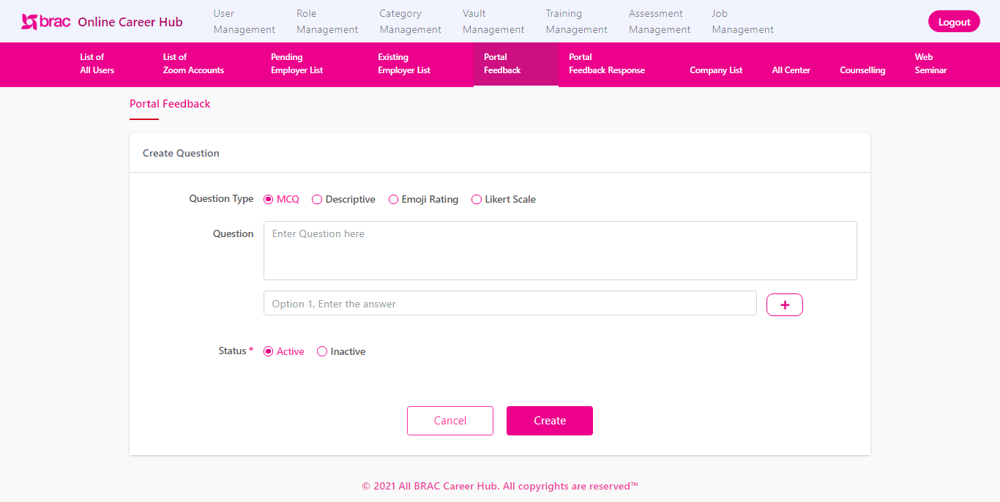 brac Online Career Hub
User Management
Role Management
Category Management
Vault Management
Training Management
Assessment Management
Job Management
Logout
List of All Users
List of Zoom Accounts
Pending Employer List
Existing Employer List
Portal Feedback
Portal Feedback Response
Company List
All Center
Counselling
Web Seminar
Portal Feedback
Create Question
Question Type MCQ Descriptive Emoji Rating Likert Scale
Question Enter Question here
Option 1, Enter the answer +
Status * Active Inactive
Cancel Create
© 2021 All BRAC Career Hub. All copyrights are reserved™